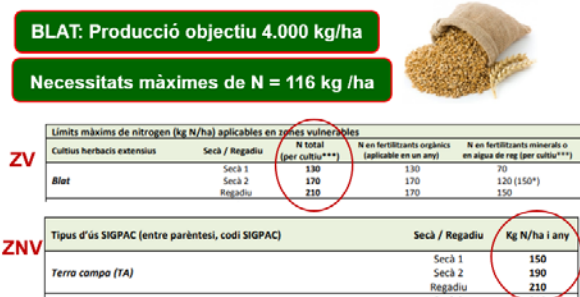 BLAT: Producció objectiu 4.000 kg/ha
Necessitats màximes de N = 116 kg /ha
ZV
Límits màxims de nitrogen (kg N/ha) aplicables en zones vulnerables
Cultius herbacis extensius Secà / Regadiu N total (per cultiu***) N en fertilitzants orgànics (aplicable en un any) N en fertilitzants minerals o en aigua de reg (per cultiu***)
Blat
Secà 1 130 130 70
Secà 2 170 170 120 (150*)
Regadiu 210 170 150
ZNV
Tipus d'ús SIGPAC (entre parèntesi, codi SIGPAC) Secà / Regadiu Kg N/ha i any
Terra campa (TA)
Secà 1 150
Secà 2 190
Regadiu 210